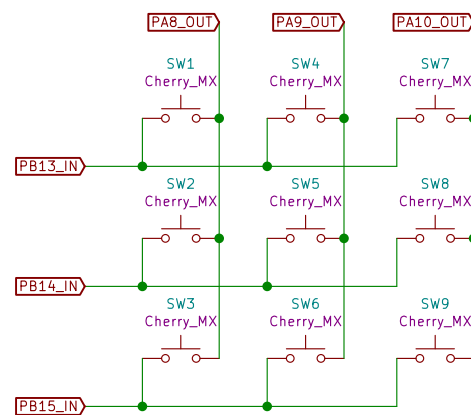 PA8_OUT PA9_OUT PA10_OUT
SW1 SW4 SW7
Cherry_MX Cherry_MX Cherry_MX
PB13_IN
SW2 SW5 SW8
Cherry_MX Cherry_MX Cherry_MX
PB14_IN
SW3 SW6 SW9
Cherry_MX Cherry_MX Cherry_MX
PB15_IN